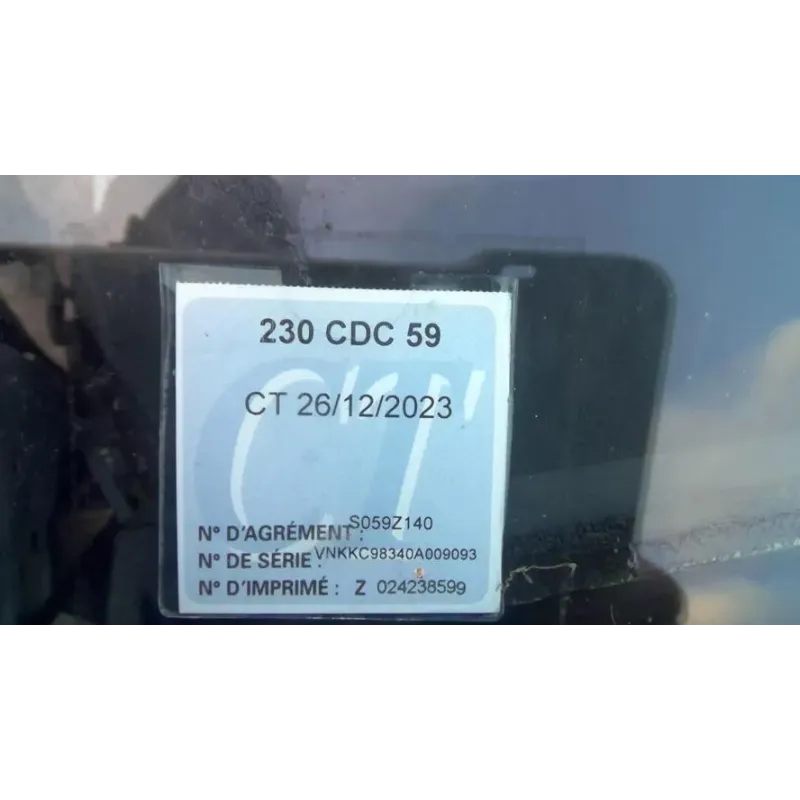 230 CDC 59
CT 26/12/2023
CT
N° D'AGRÉMENT : S059Z140
N° DE SÉRIE : VNKKC98340A009093
N° D'IMPRIMÉ : Z 024238599